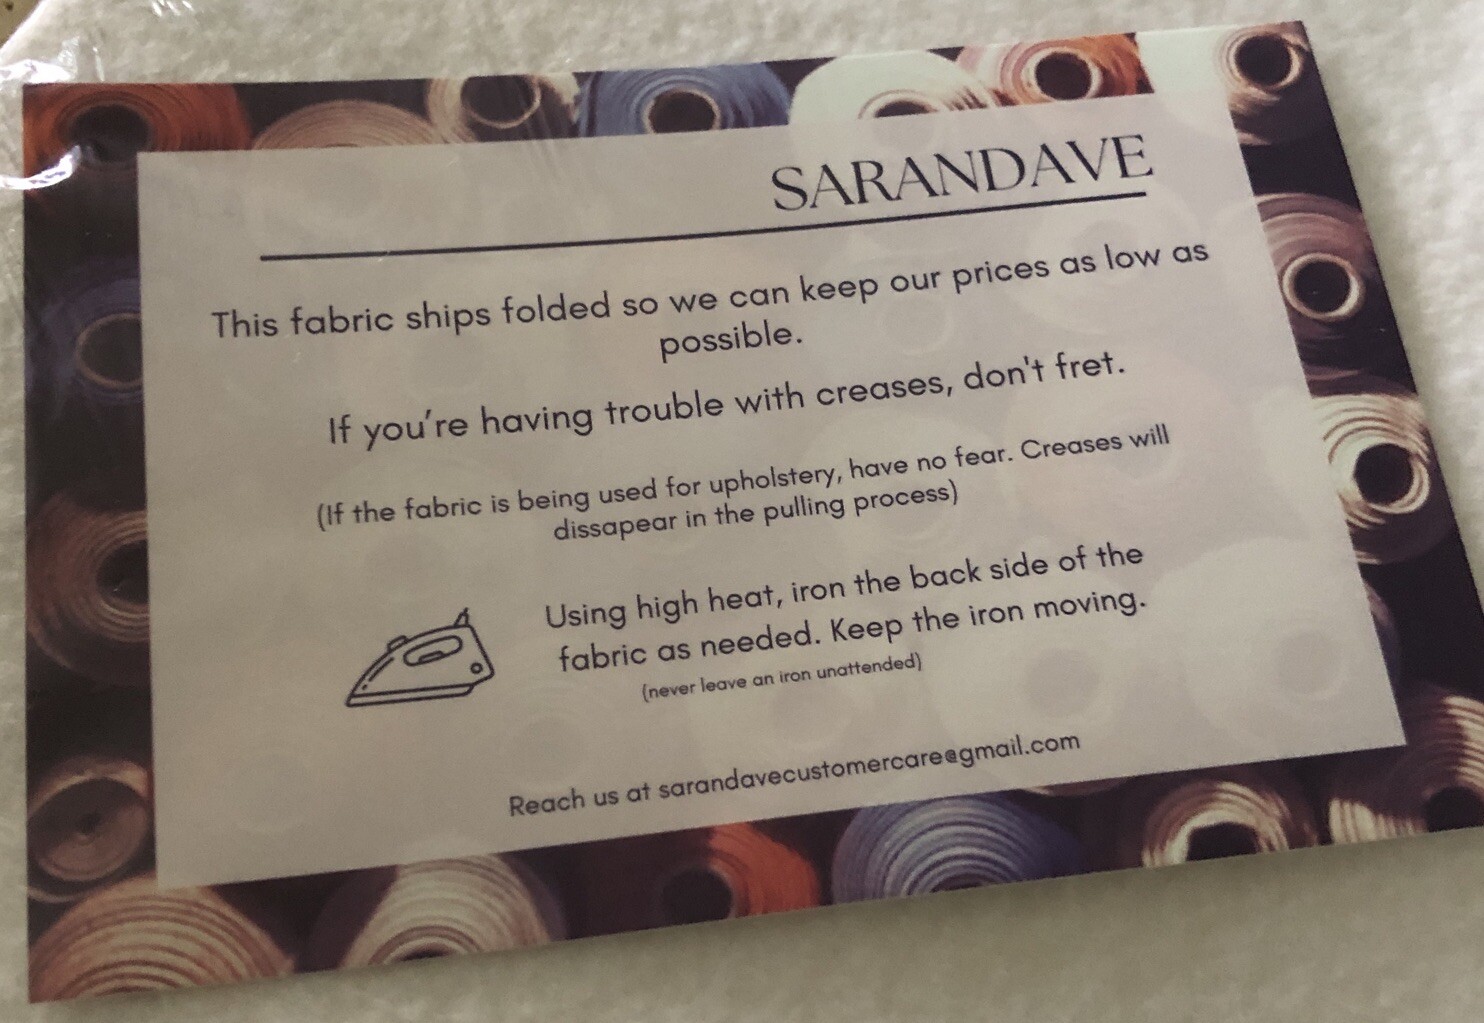 SARANDAVE
This fabric ships folded so we can keep our prices as low as
possible.
If you're having trouble with creases, don't fret.
(If the fabric is being used for upholstery, have no fear. Creases will
dissapear in the pulling process)
Using high heat, iron the back side of the
fabric as needed. Keep the iron moving.
(never leave an iron unattended)
Reach us at sarandavecustomercare@gmail.com